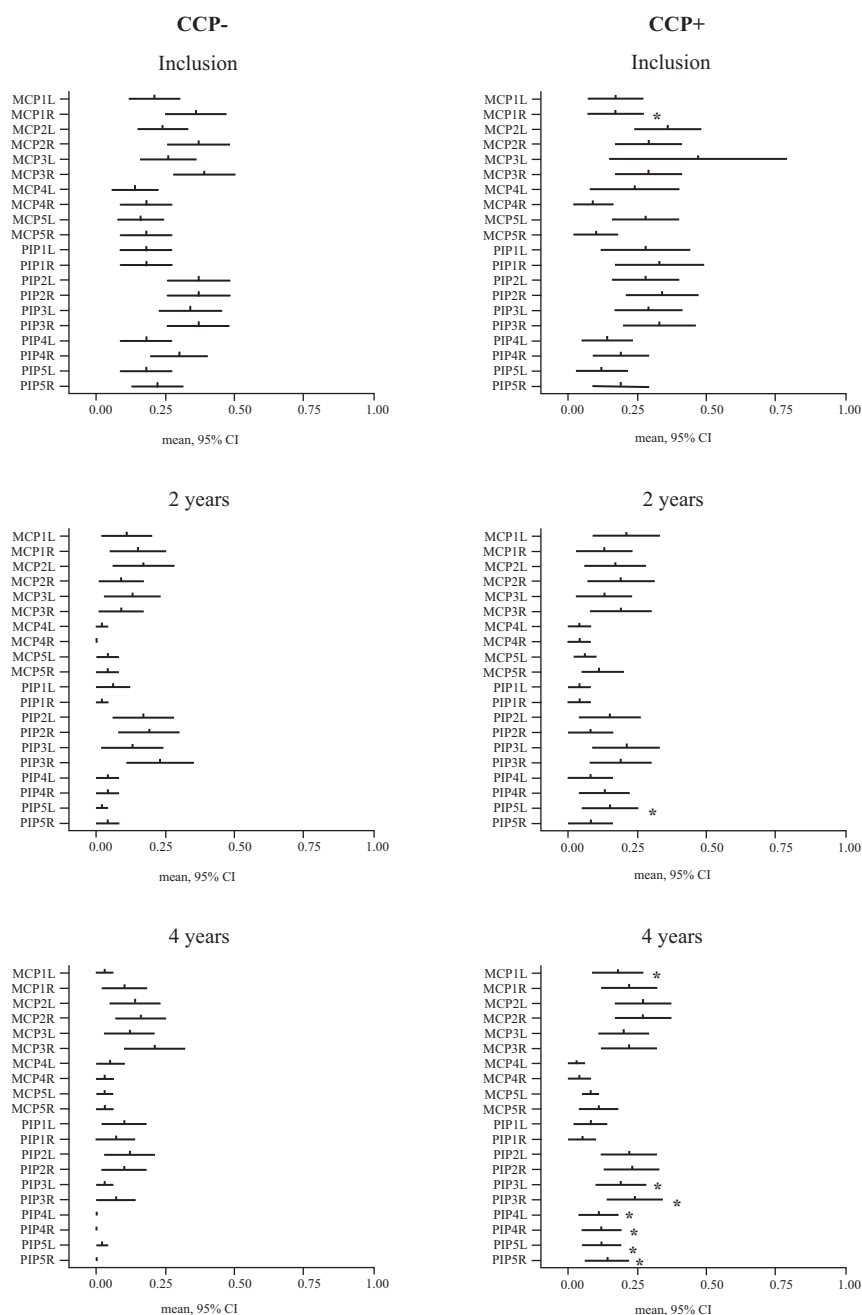 CCP-
Inclusion
MCP1L
MCP1R
MCP2L
MCP2R
MCP3L
MCP3R
MCP4L
MCP4R
MCP5L
MCP5R
PIP1L
PIP1R
PIP2L
PIP2R
PIP3L
PIP3R
PIP4L
PIP4R
PIP5L
PIP5R
0.00 0.25 0.50 0.75 1.00
mean, 95% CI
CCP+
Inclusion
MCP1L
MCP1R *
MCP2L
MCP2R
MCP3L
MCP3R
MCP4L
MCP4R
MCP5L
MCP5R
PIP1L
PIP1R
PIP2L
PIP2R
PIP3L
PIP3R
PIP4L
PIP4R
PIP5L
PIP5R
0.00 0.25 0.50 0.75 1.00
mean, 95% CI
2 years
MCP1L
MCP1R
MCP2L
MCP2R
MCP3L
MCP3R
MCP4L
MCP4R
MCP5L
MCP5R
PIP1L
PIP1R
PIP2L
PIP2R
PIP3L
PIP3R
PIP4L
PIP4R
PIP5L
PIP5R
0.00 0.25 0.50 0.75 1.00
mean, 95% CI
2 years
MCP1L
MCP1R
MCP2L
MCP2R
MCP3L
MCP3R
MCP4L
MCP4R
MCP5L
MCP5R
PIP1L
PIP1R
PIP2L
PIP2R
PIP3L
PIP3R
PIP4L
PIP4R
PIP5L *
PIP5R
0.00 0.25 0.50 0.75 1.00
mean, 95% CI
4 years
MCP1L
MCP1R
MCP2L
MCP2R
MCP3L
MCP3R
MCP4L
MCP4R
MCP5L
MCP5R
PIP1L
PIP1R
PIP2L
PIP2R
PIP3L
PIP3R
PIP4L
PIP4R
PIP5L
PIP5R
0.00 0.25 0.50 0.75 1.00
mean, 95% CI
4 years
MCP1L *
MCP1R
MCP2L
MCP2R
MCP3L
MCP3R
MCP4L
MCP4R
MCP5L
MCP5R
PIP1L
PIP1R
PIP2L
PIP2R
PIP3L *
PIP3R *
PIP4L *
PIP4R *
PIP5L *
PIP5R *
0.00 0.25 0.50 0.75 1.00
mean, 95% CI